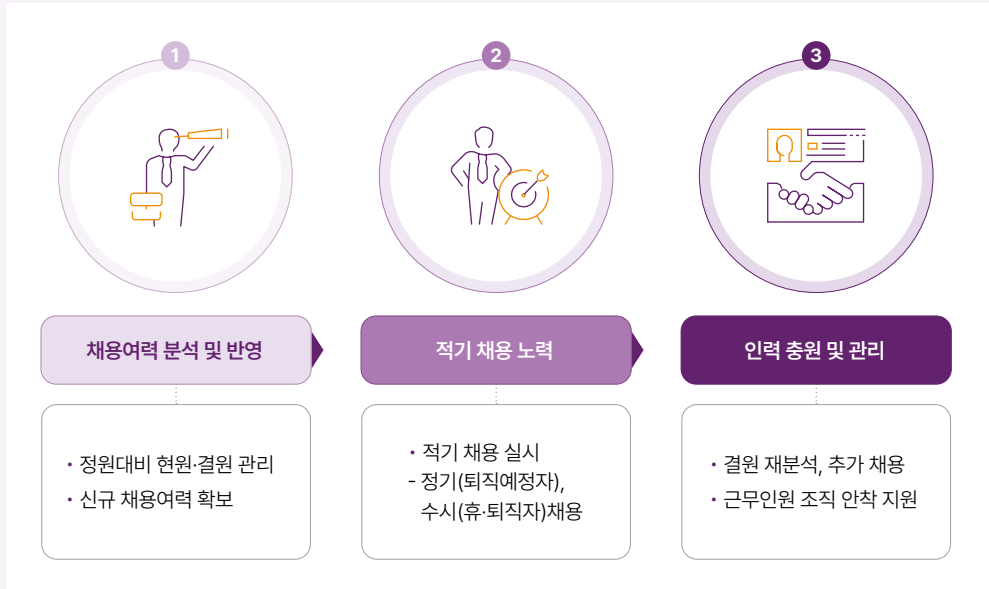 1
채용여력 분석 및 반영
• 정원대비 현원·결원 관리
• 신규 채용여력 확보
2
적기 채용 노력
• 적기 채용 실시
- 정기(퇴직예정자),
수시(휴·퇴직자)채용
3
인력 충원 및 관리
• 결원 재분석, 추가 채용
• 근무인원 조직 안착 지원